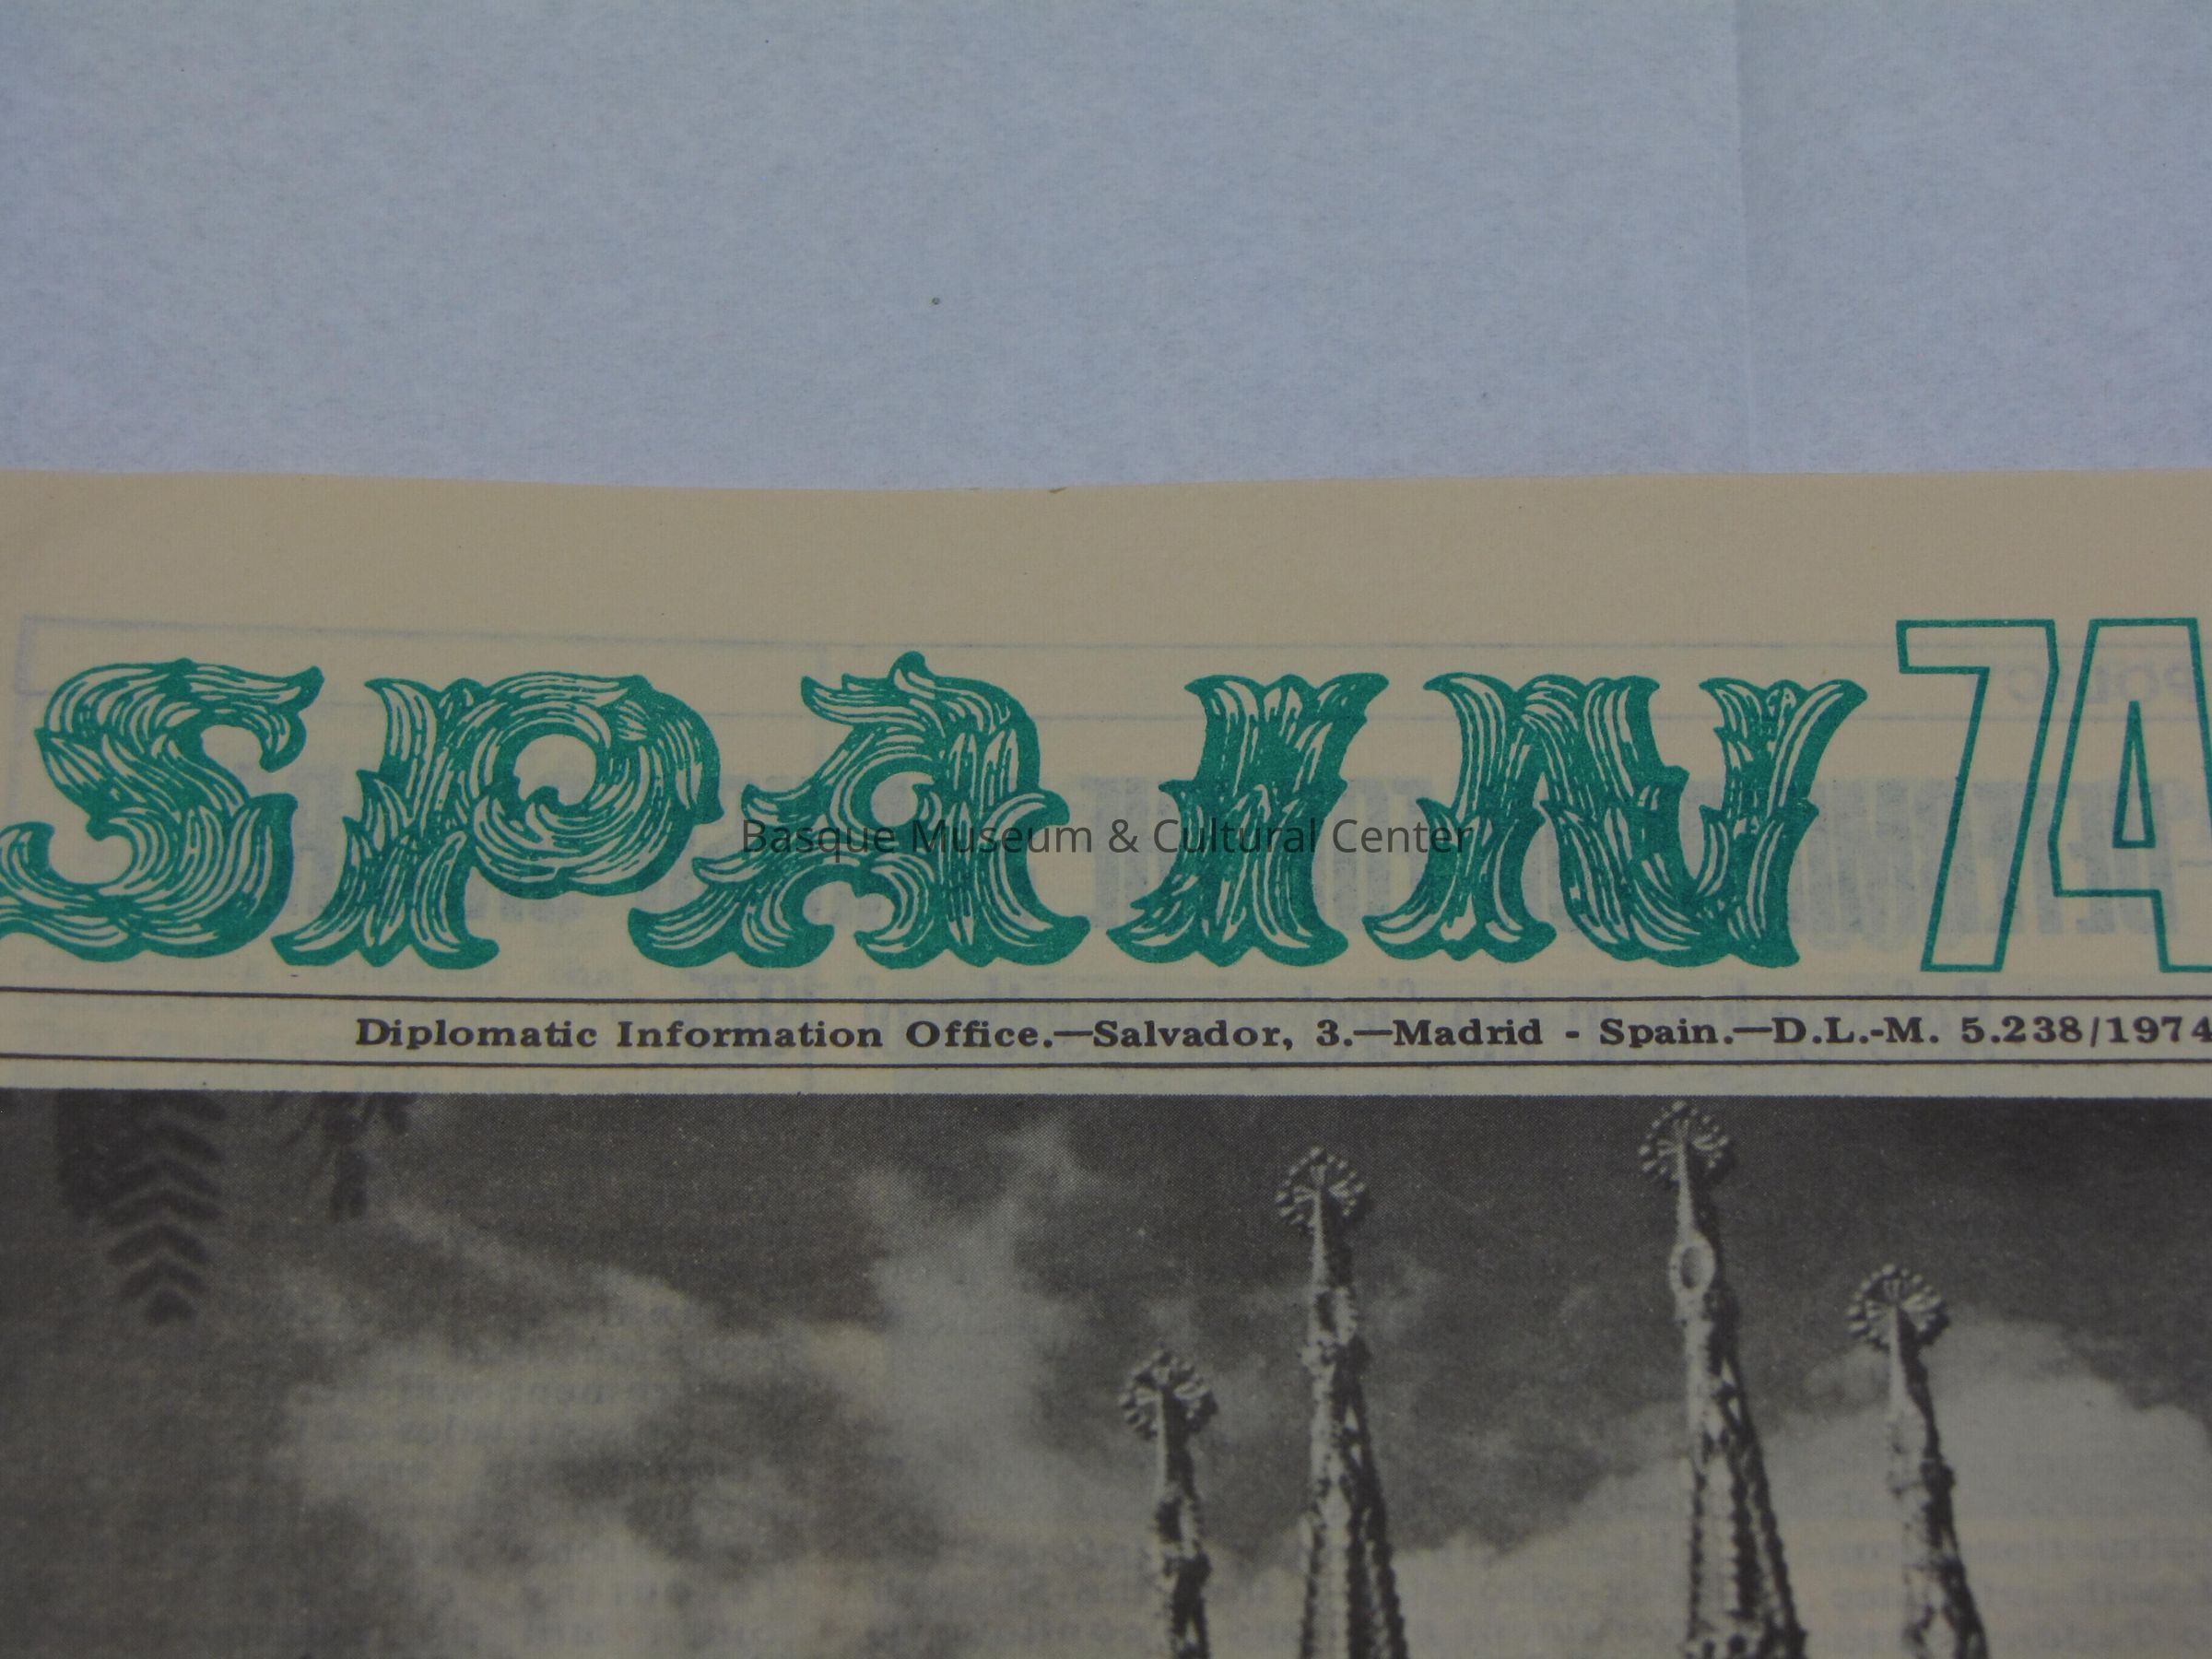 SPAIN 74
Basque Museum & Cultural Center
Diplomatic Information Office.—Salvador, 3.—Madrid - Spain.—D.L.-M. 5.238/1974